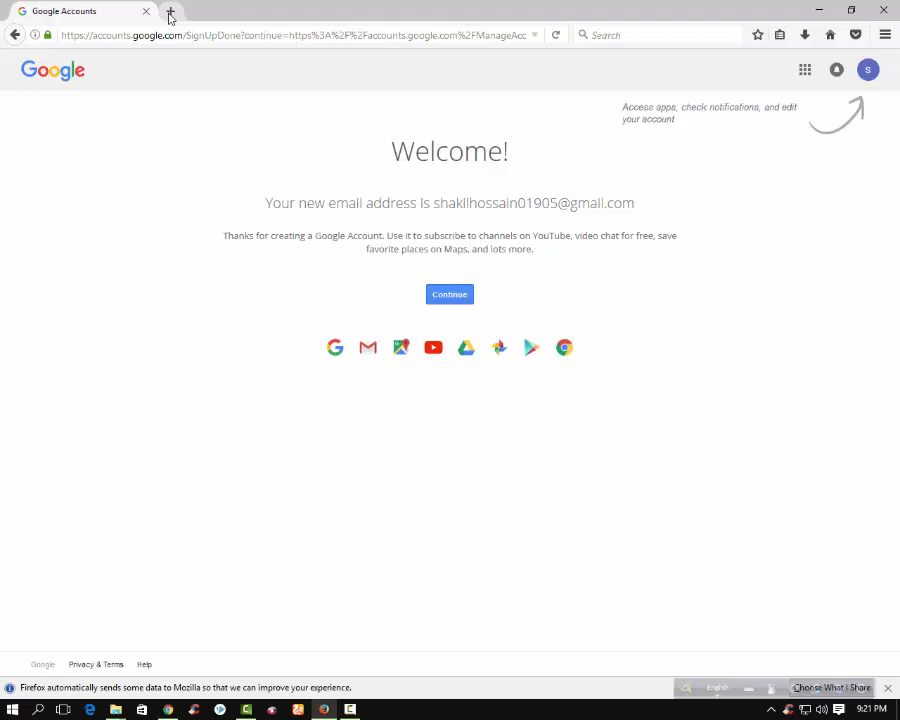 Google Accounts
https://accounts.google.com/SignUpDone?continue=https%3A%2F%2Faccounts.google.com%2FManageAcc
Search
Google
S
Access apps, check notifications, and edit
your account
Welcome!
Your new email address is shakilhossain01905@gmail.com
Thanks for creating a Google Account. Use it to subscribe to channels on YouTube, video chat for free, save
favorite places on Maps, and lots more.
Continue
Google Privacy & Terms Help
Firefox automatically sends some data to Mozilla so that we can improve your experience.
English
Choose What I Share
9:21 PM